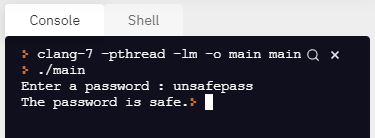 Console
Shell
> clang-7 -pthread -lm -o main main
> ./main
Enter a password : unsafepass
The password is safe.>